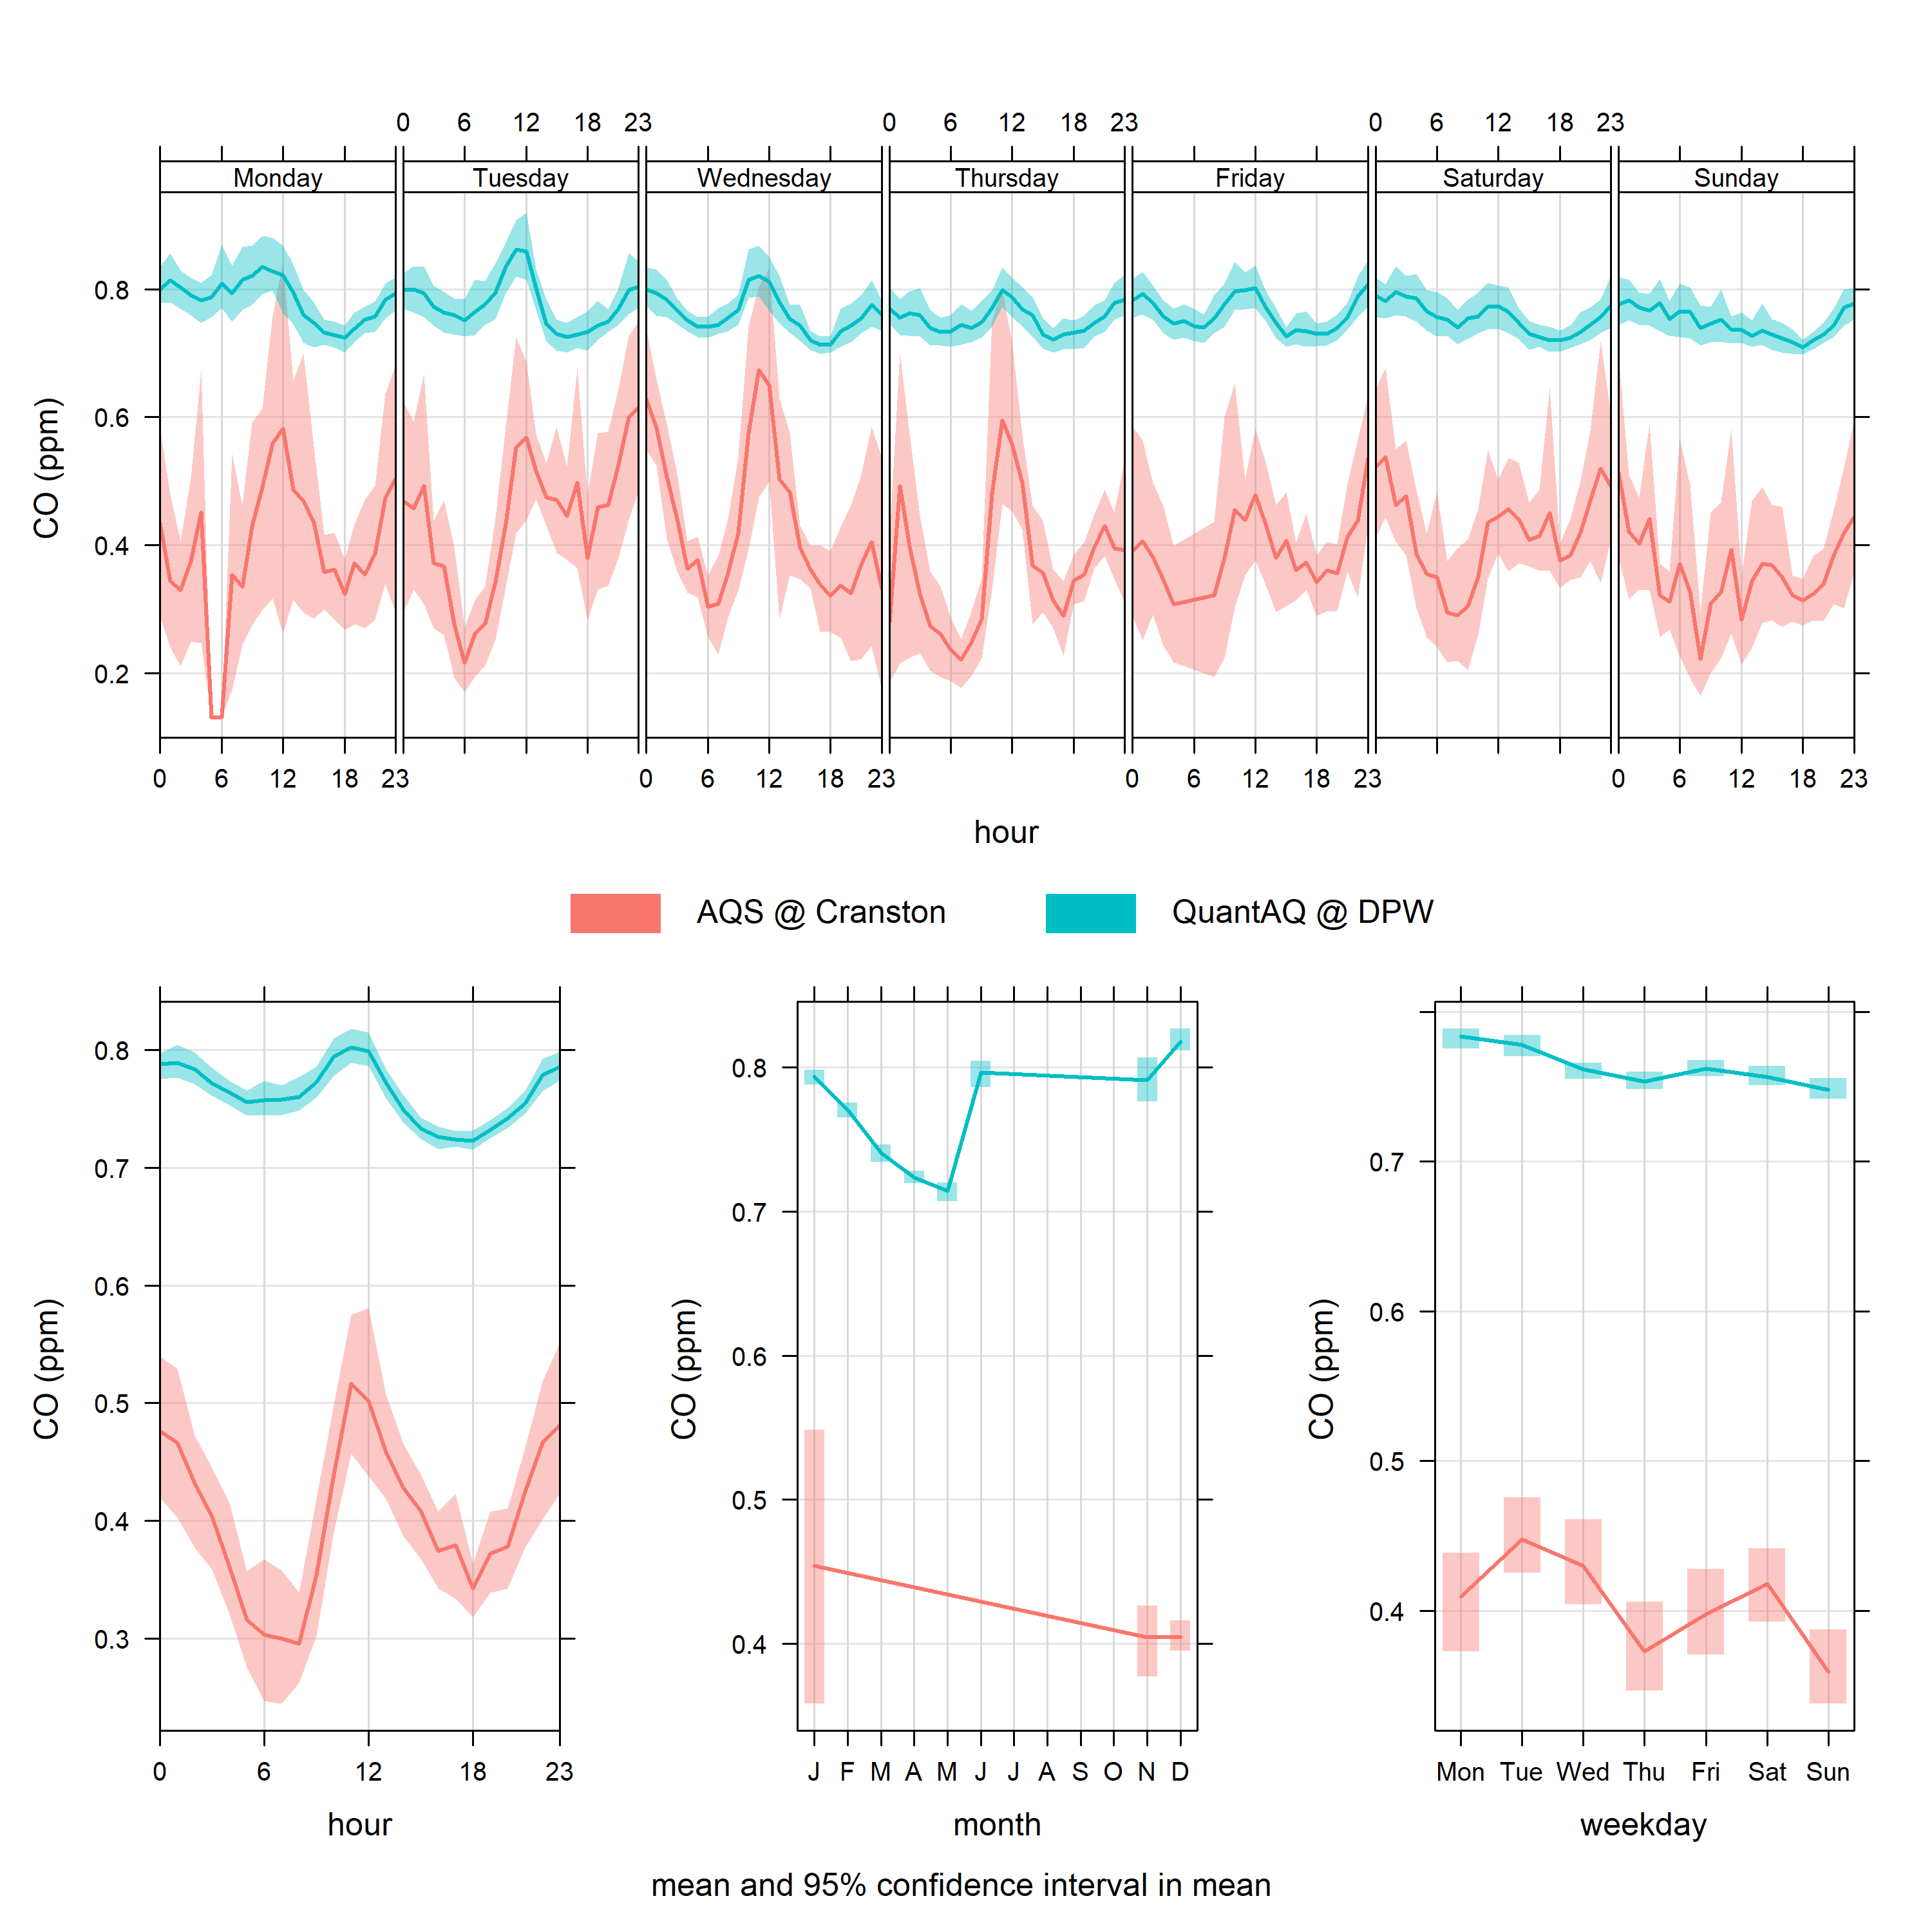 0 6 12 18 23 0 6 12 18 23 0 6 12 18 23
Monday Tuesday Wednesday Thursday Friday Saturday Sunday
0.8
0.6
0.4
0.2
CO (ppm)
0 6 12 18 23 0 6 12 18 23 0 6 12 18 23 0 6 12 18 23
hour
AQS @ Cranston QuantAQ @ DPW
0.8
0.7
0.6
0.5
0.4
0.3
CO (ppm)
0 6 12 18 23
hour
0.8
0.7
0.6
0.5
0.4
CO (ppm)
J F M A M J J A S O N D
month
0.7
0.6
0.5
0.4
CO (ppm)
Mon Tue Wed Thu Fri Sat Sun
weekday
mean and 95% confidence interval in mean